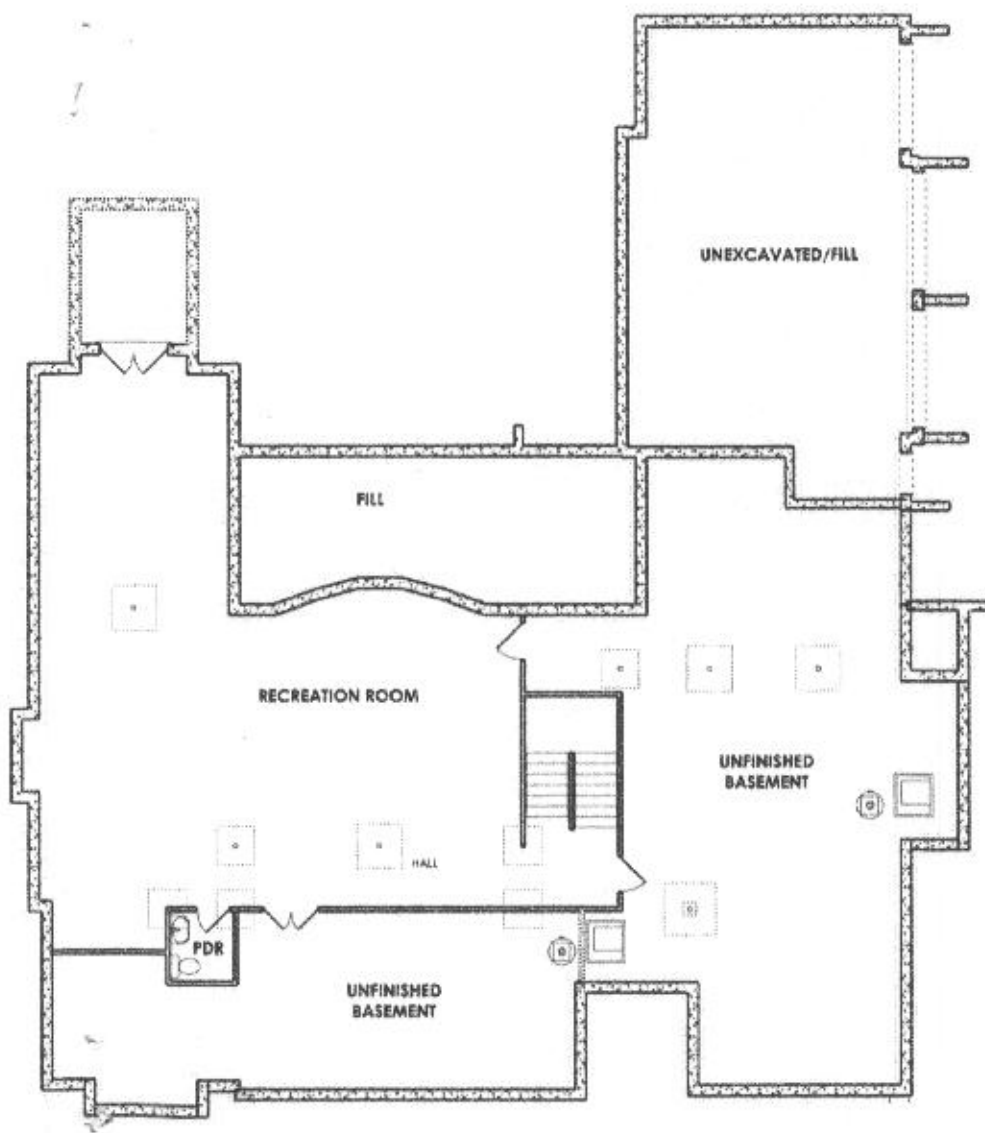 UNEXCAVATED/FILL
FILL
RECREATION ROOM
UNFINISHED
BASEMENT
HALL
PDR
UNFINISHED
BASEMENT